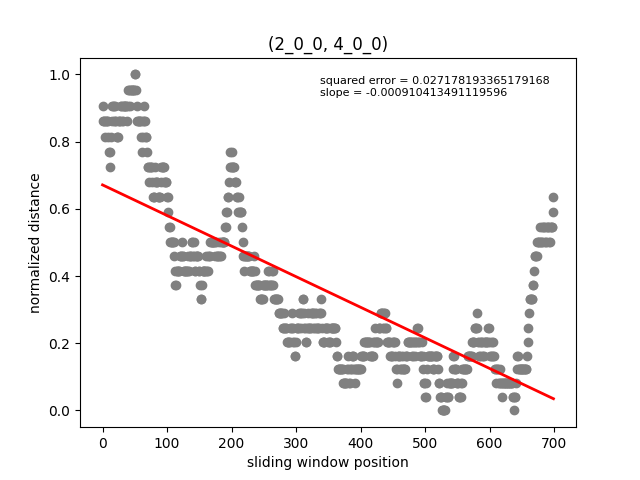 (2_0_0, 4_0_0)
squared error = 0.027178193365179168
slope = -0.000910413491119596
normalized distance
1.0
0.8
0.6
0.4
0.2
0.0
0 100 200 300 400 500 600 700
sliding window position